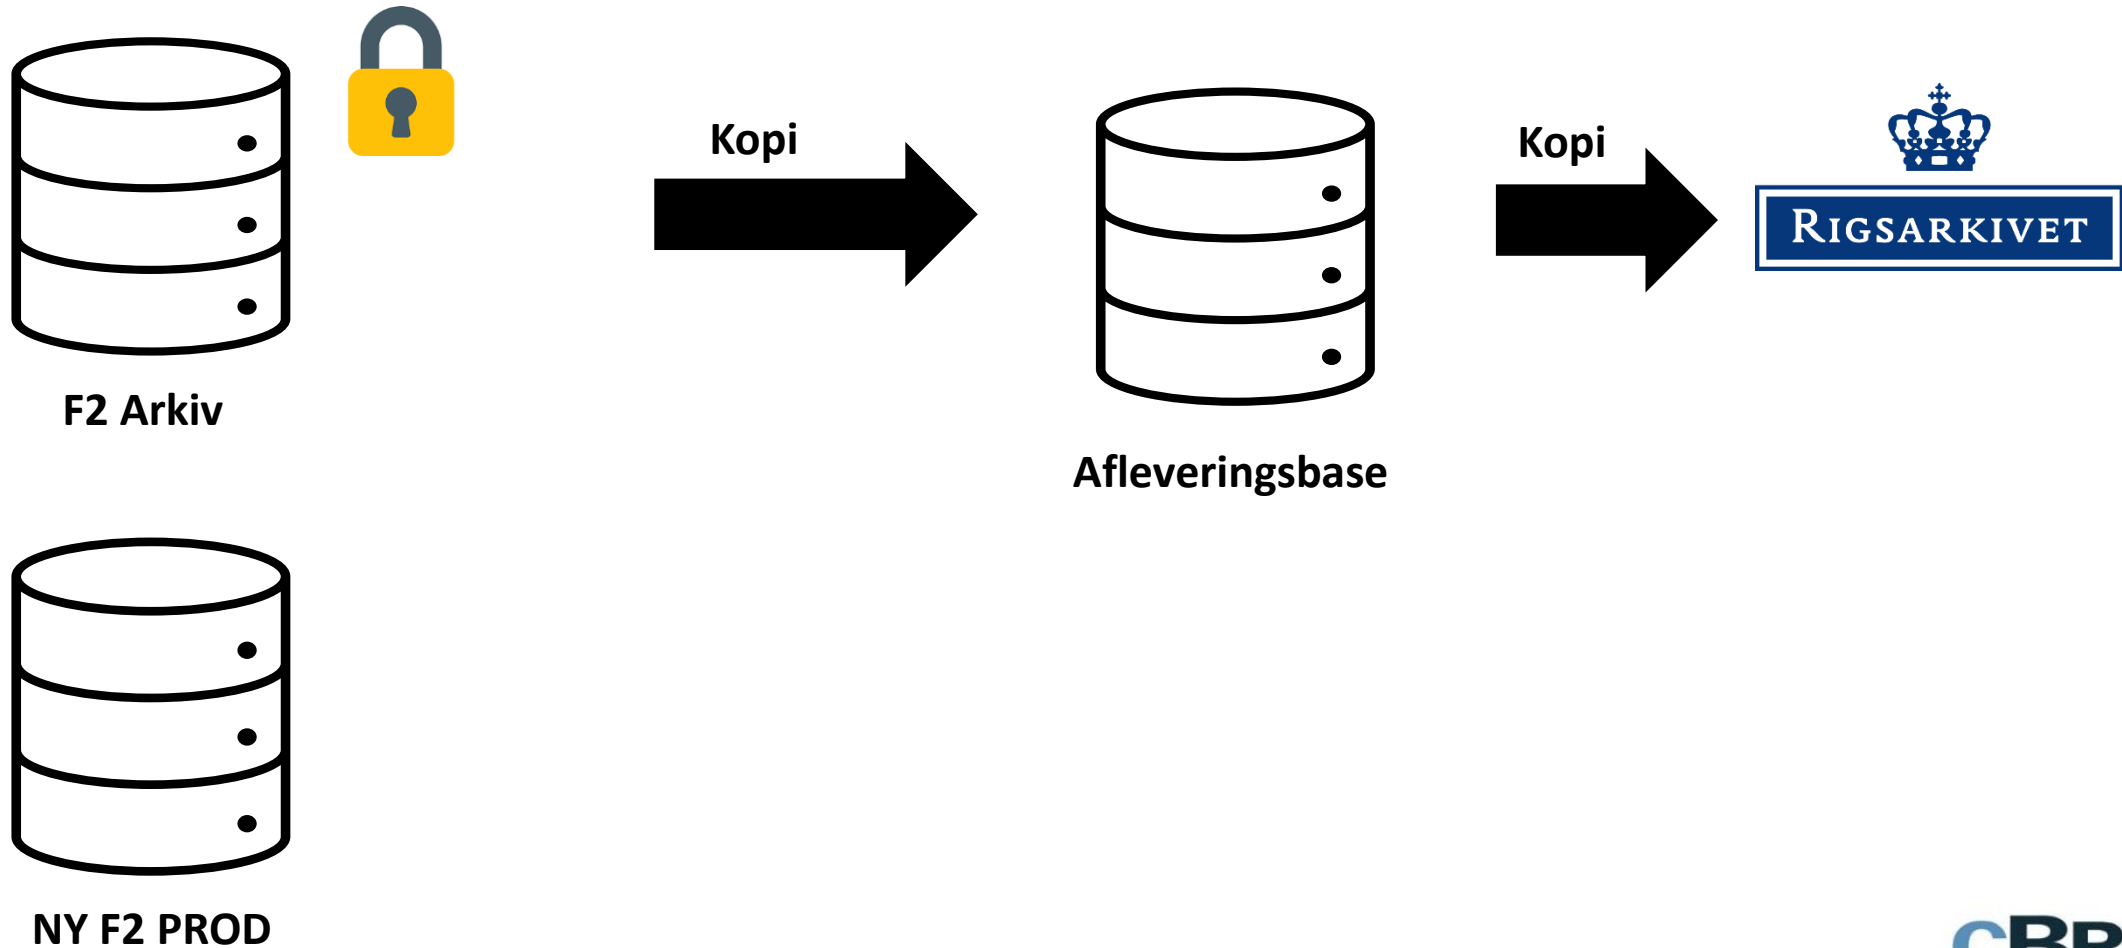 Kopi
Kopi
RIGSARKIVET
F2 Arkiv
Afleveringsbase
NY F2 PROD